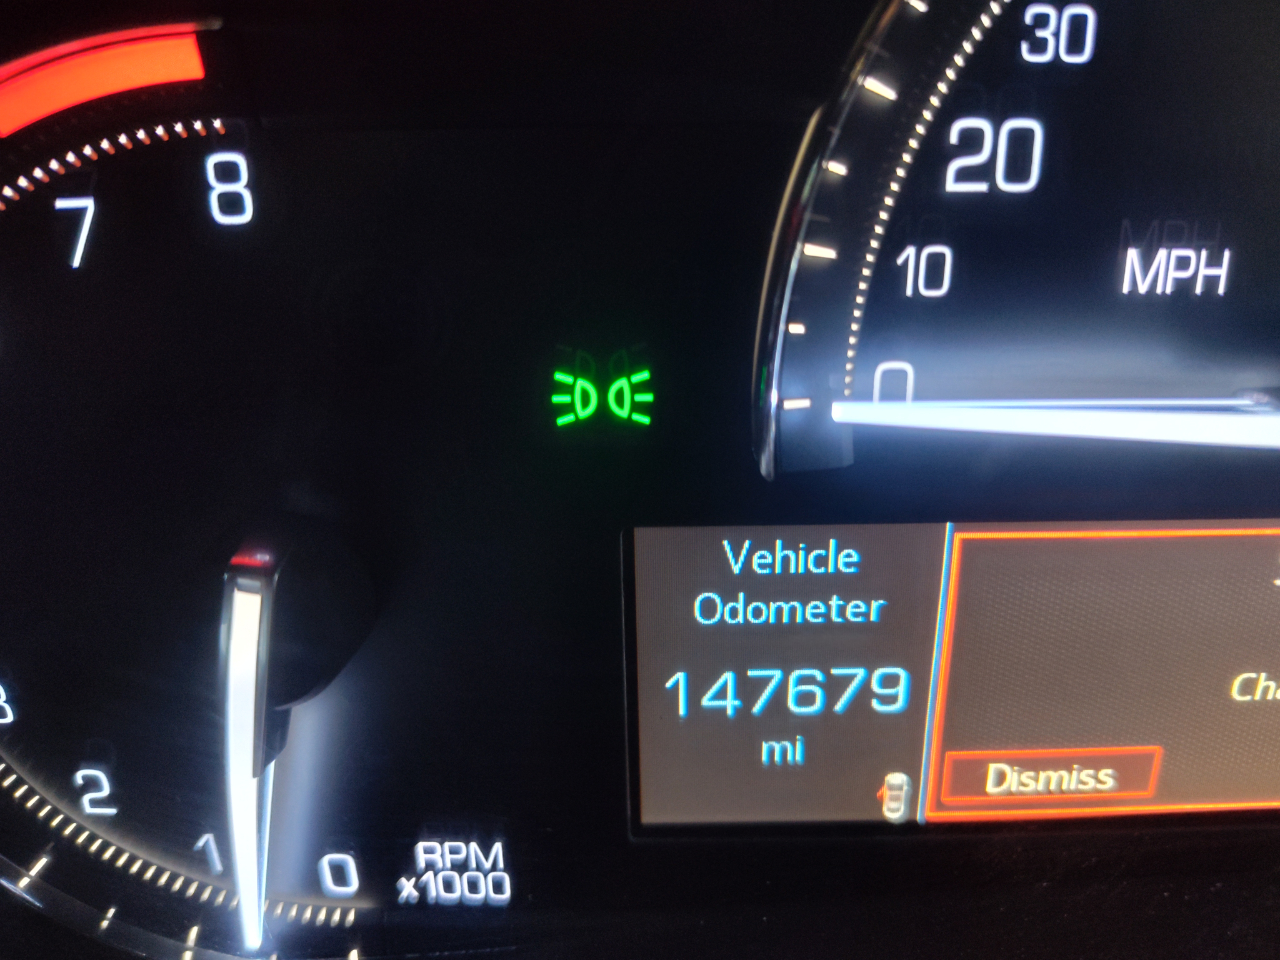 7
8
30
20
10
0
MPH
Vehicle
Odometer
147679
mi
Dismiss
2
1
0
RPM
x1000